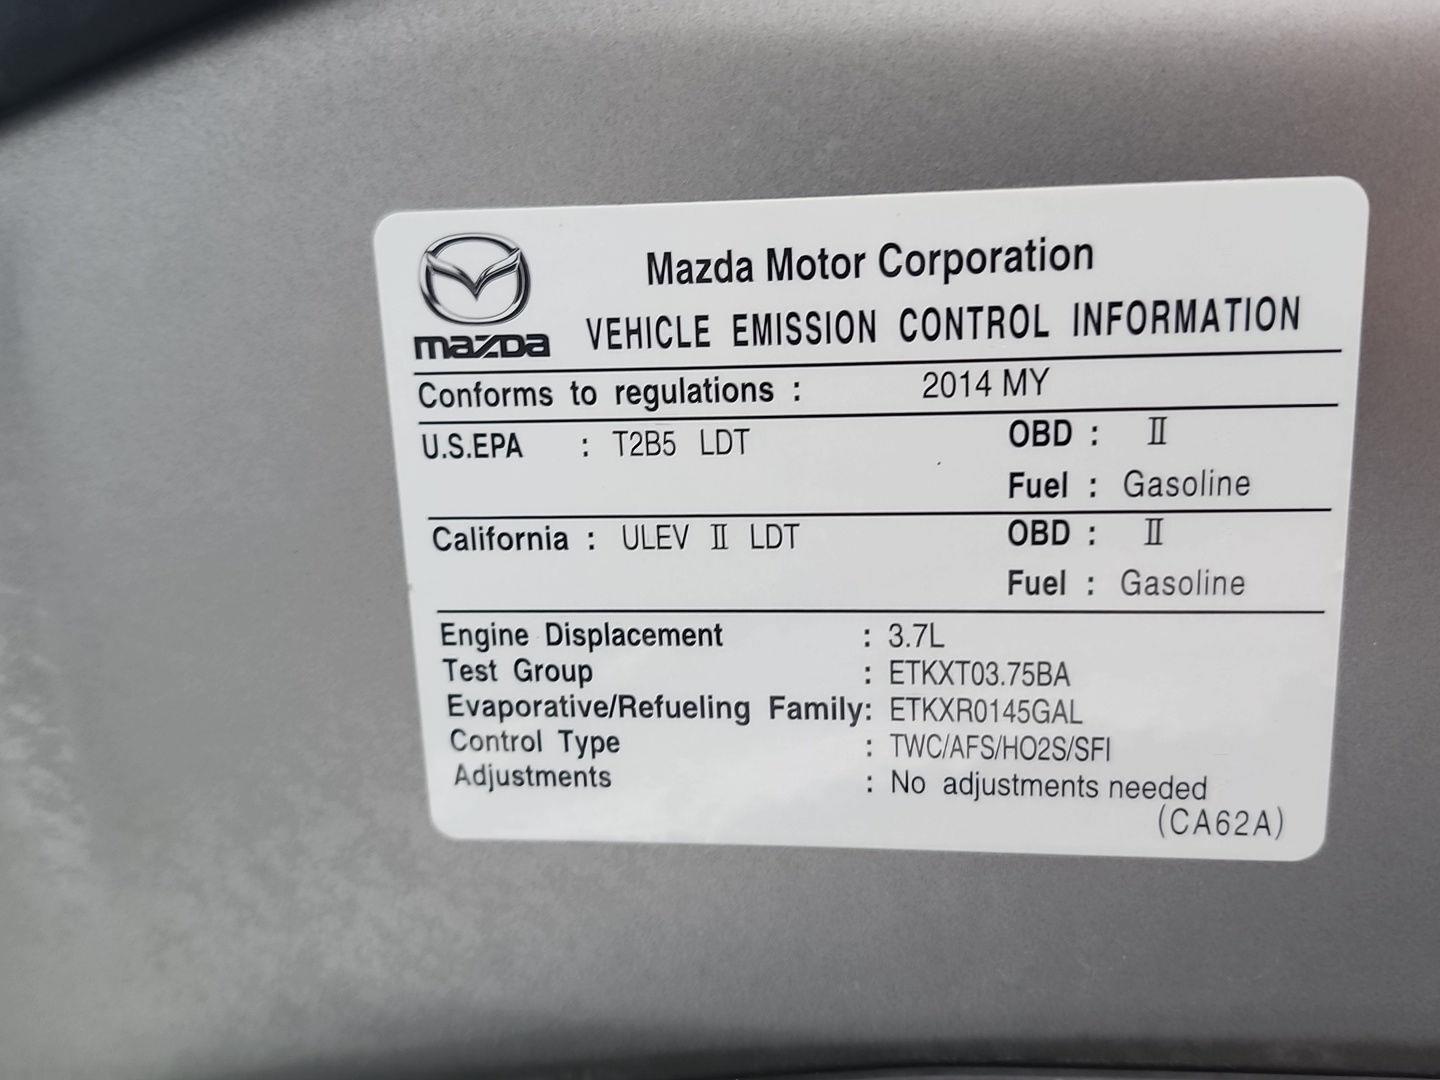 mazda
Mazda Motor Corporation
VEHICLE EMISSION CONTROL INFORMATION
Conforms to regulations : 2014 MY
U.S.EPA : T2B5 LDT OBD : II
Fuel : Gasoline
California : ULEV II LDT OBD : II
Fuel : Gasoline
Engine Displacement : 3.7L
Test Group : ETKXT03.75BA
Evaporative/Refueling Family: ETKXR0145GAL
Control Type : TWC/AFS/HO2S/SFI
Adjustments : No adjustments needed
(CA62A)